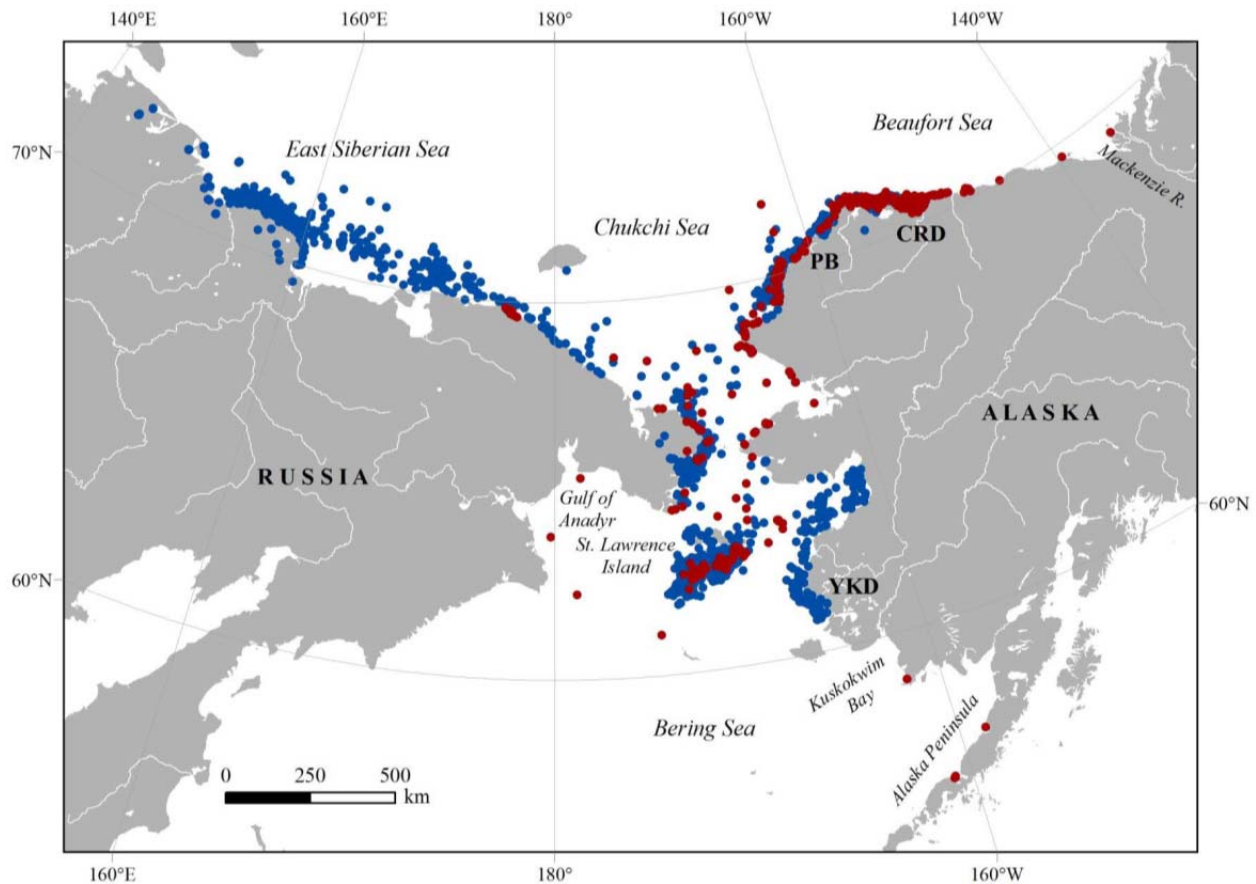 140°E 160°E 180° 160°W 140°W
Beaufort Sea
70°N
East Siberian Sea
Mackenzie R.
Chukchi Sea
CRD
PB
ALASKA
RUSSIA
Gulf of
Anadyr
60°N
St. Lawrence
Island
60°N
YKD
Kuskokwim
Bay
Bering Sea
Alaska Peninsula
0 250 500
km
160°E 180° 160°W